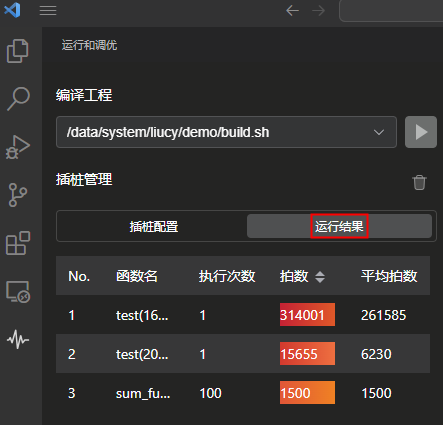 运行和调优
编译工程
/data/system/liucy/demo/build.sh
插桩管理
插桩配置 运行结果
No. 函数名 执行次数 拍数 平均拍数
1 test(16... 1 314001 261585
2 test(20... 1 15655 6230
3 sum_fu... 100 1500 1500